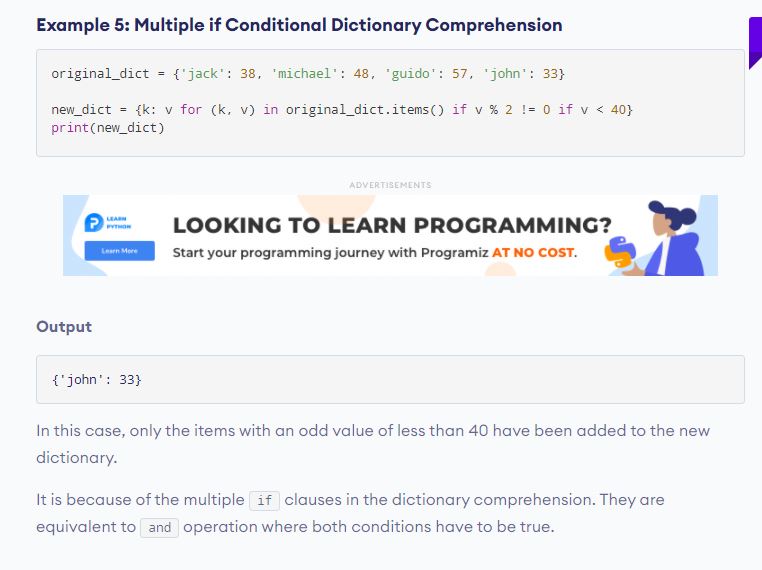 Example 5: Multiple if Conditional Dictionary Comprehension
original_dict = {'jack': 38, 'michael': 48, 'guido': 57, 'john': 33}
new_dict = {k: v for (k, v) in original_dict.items() if v % 2 != 0 if v < 40}
print(new_dict)
ADVERTISEMENTS
LEARN
PYTHON
Learn More
LOOKING TO LEARN PROGRAMMING?
Start your programming journey with Programiz AT NO COST.
Output
{'john': 33}
In this case, only the items with an odd value of less than 40 have been added to the new
dictionary.
It is because of the multiple if clauses in the dictionary comprehension. They are
equivalent to and operation where both conditions have to be true.